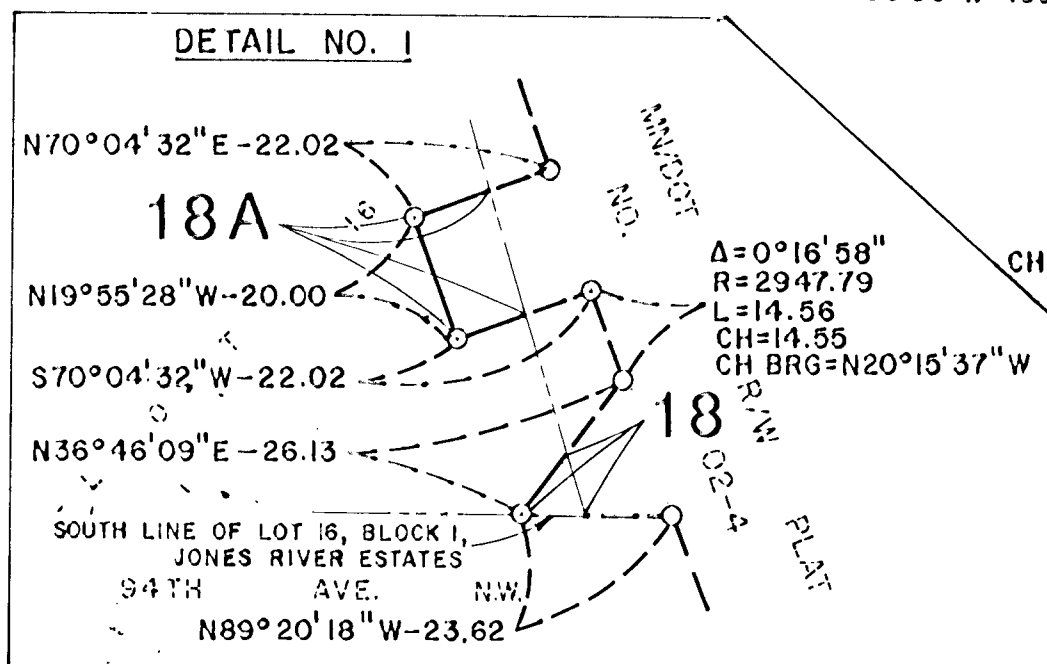 DETAIL NO. 1
N70°04'32"E-22.02
18A
16
MN/DOT
NO.
Δ=0°16'58"
R=2947.79
L=14.56
CH=14.55
CH BRG=N20°15'37"W
CH
N19°55'28"W-20.00
S70°04'32"W-22.02
R/W
N36°46'09"E-26.13
18
02-4
PLAT
SOUTH LINE OF LOT 16, BLOCK 1,
JONES RIVER ESTATES
94TH AVE. N.W.
N89°20'18"W-23.62